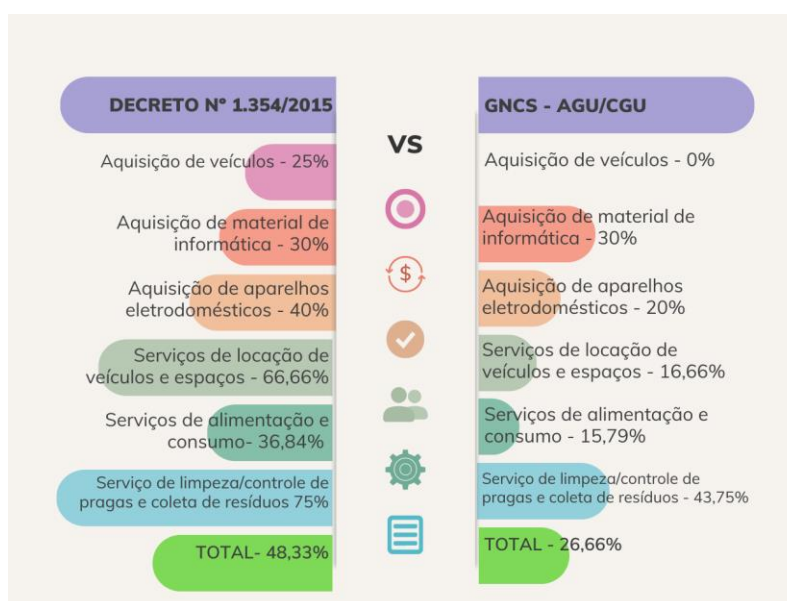 DECRETO Nº 1.354/2015
Aquisição de veículos - 25%
Aquisição de material de
informática - 30%
Aquisição de aparelhos
eletrodomésticos - 40%
Serviços de locação de
veículos e espaços - 66,66%
Serviços de alimentação e
consumo- 36,84%
Serviço de limpeza/controle de
pragas e coleta de resíduos 75%
TOTAL- 48,33%
VS
$
GNCS - AGU/CGU
Aquisição de veículos - 0%
Aquisição de material de
informática - 30%
Aquisição de aparelhos
eletrodomésticos - 20%
Serviços de locação de
veículos e espaços - 16,66%
Serviços de alimentação e
consumo - 15,79%
Serviço de limpeza/controle de
pragas e coleta de resíduos - 43,75%
TOTAL - 26,66%